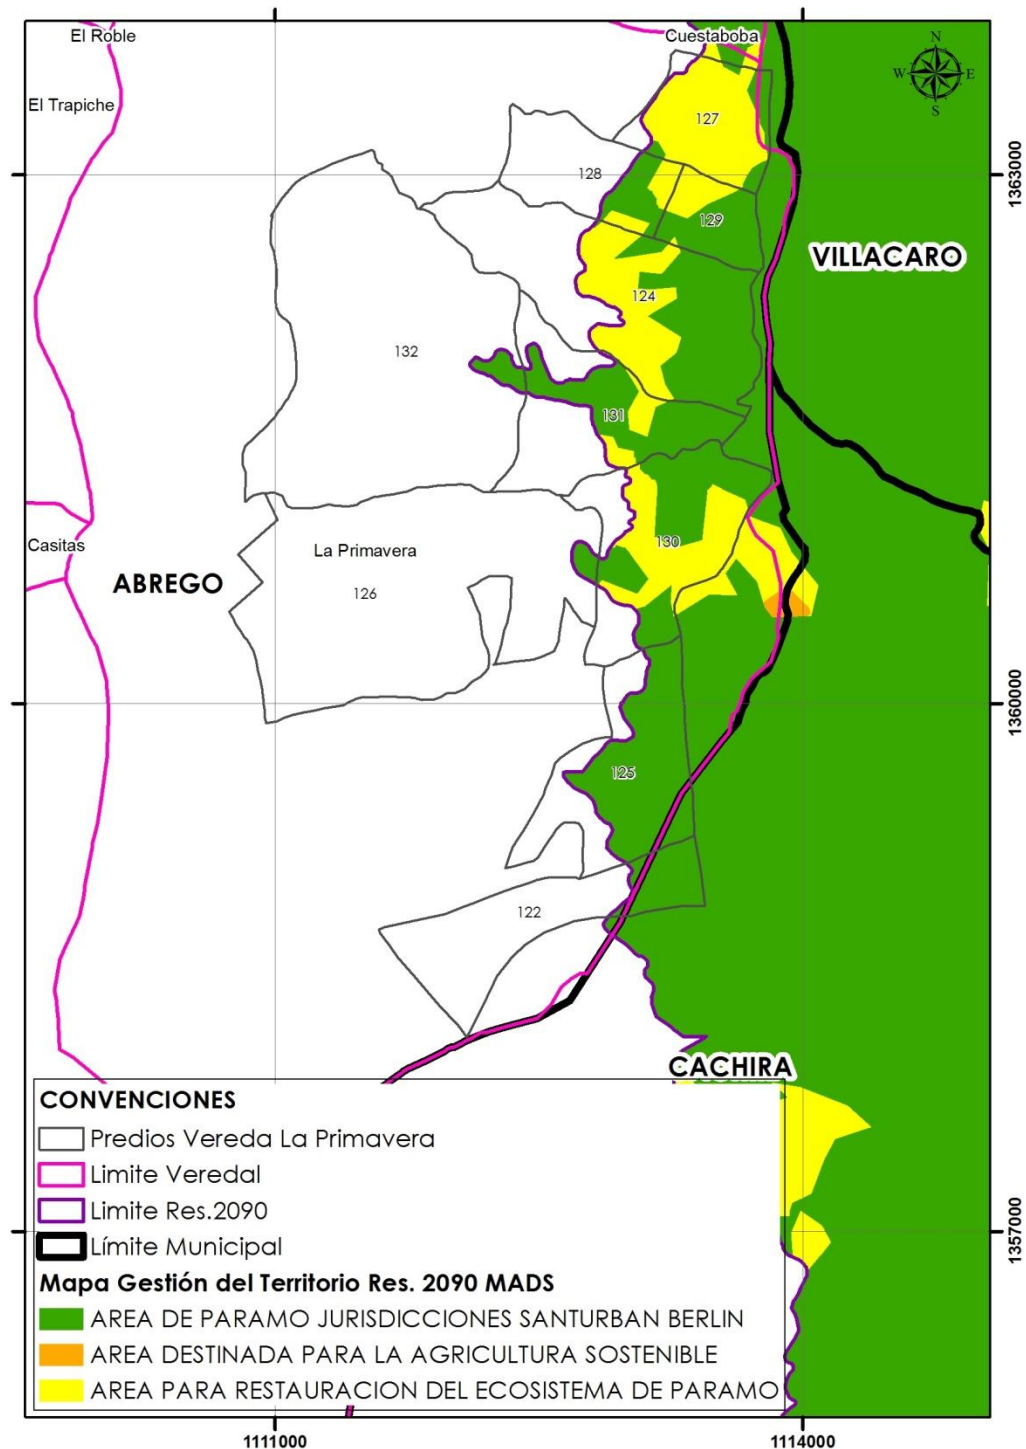 El Roble
Cuestaboba
N
W E
S
El Trapiche
127
128
1363000
129
VILLACARO
124
132
131
Casitas
La Primavera
130
ABREGO
126
1360000
125
122
CACHIRA
CONVENCIONES
Predios Vereda La Primavera
Limite Veredal
Limite Res.2090
Límite Municipal
1357000
Mapa Gestión del Territorio Res. 2090 MADS
AREA DE PARAMO JURISDICCIONES SANTURBAN BERLIN
AREA DESTINADA PARA LA AGRICULTURA SOSTENIBLE
AREA PARA RESTAURACION DEL ECOSISTEMA DE PARAMO
1111000
1114000